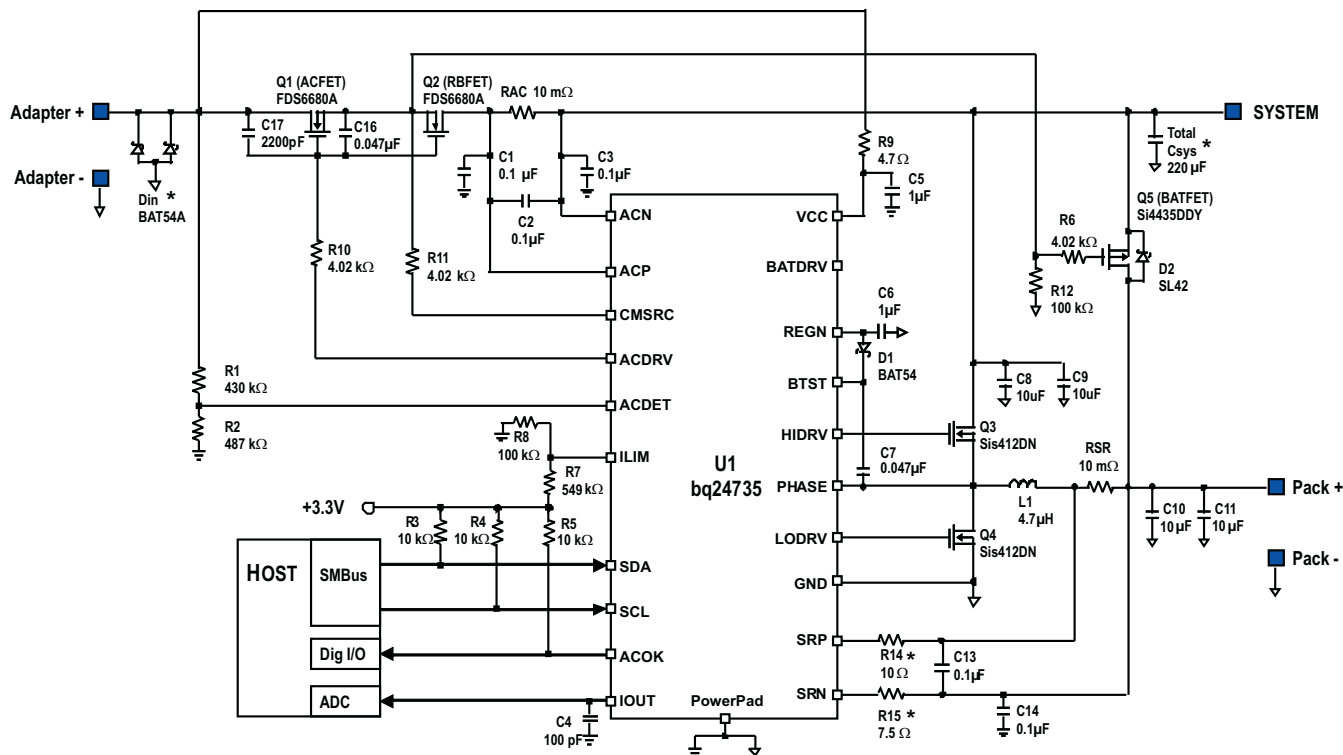 Adapter +
Adapter -
Din *
BAT54A
Q1 (ACFET)
FDS6680A
C17
2200pF
C16
0.047µF
Q2 (RBFET)
FDS6680A
RAC 10 mΩ
C1
0.1 µF
C3
0.1µF
C2
0.1µF
R10
4.02 kΩ
R11
4.02 kΩ
R1
430 kΩ
R2
487 kΩ
R8
100 kΩ
R7
549 kΩ
+3.3V
R3
10 kΩ
R4
10 kΩ
R5
10 kΩ
HOST
SMBus
Dig I/O
ADC
C4
100 pF
ACN
ACP
CMSRC
ACDRV
ACDET
ILIM
SDA
SCL
ACOK
IOUT
U1
bq24735
PowerPad
VCC
BATDRV
REGN
BTST
HIDRV
PHASE
LODRV
GND
SRP
SRN
R9
4.7 Ω
C5
1µF
C6
1µF
D1
BAT54
C7
0.047µF
R14 *
10 Ω
R15 *
7.5 Ω
C13
0.1µF
C14
0.1µF
Q3
Sis412DN
Q4
Sis412DN
C8
10uF
C9
10uF
L1
4.7µH
RSR
10 mΩ
R6
4.02 kΩ
R12
100 kΩ
SYSTEM
Total
Csys *
220 µF
Q5 (BATFET)
Si4435DDY
D2
SL42
C10
10 µF
C11
10 µF
Pack +
Pack -